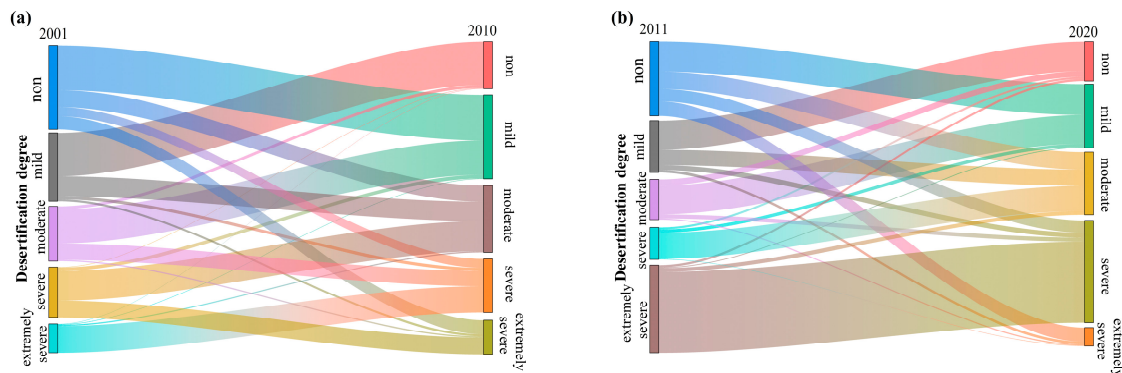 (a)
2001
2010
Desertification degree
non
mild
moderate
severe
extremely
severe
non
mild
moderate
severe
extremely
severe
(b)
2011
2020
Desertification degree
non
mild
moderate
severe
extremely
severe
non
mild
moderate
severe
extremely
severe